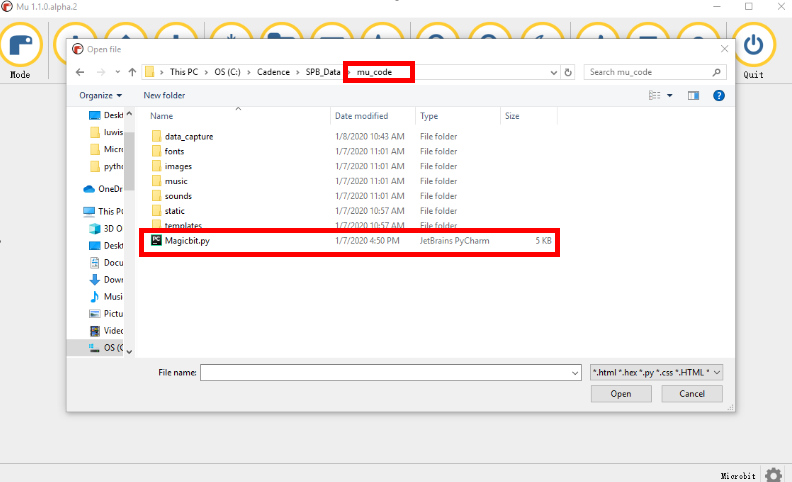 Mu 1.1.0.alpha.2
Mode
Quit
Open file
This PC > OS (C:) > Cadence > SPB_Data > mu_code
Search mu_code
Organize
New folder
Name Date modified Type Size
Deskt
luwis
Micro
pytho
OneDr
This PC
3D O
Deskt
Docu
Down
Music
Pictu
Video
OS (C
data_capture 1/8/2020 10:43 AM File folder
fonts 1/7/2020 11:01 AM File folder
images 1/7/2020 11:01 AM File folder
music 1/7/2020 11:01 AM File folder
sounds 1/7/2020 11:01 AM File folder
static 1/7/2020 10:57 AM File folder
templates 1/7/2020 10:57 AM File folder
Magicbit.py 1/7/2020 4:50 PM JetBrains PyCharm 5 KB
File name:
*.html *.hex *.py *.css *.HTML *
Open
Cancel
Microbit